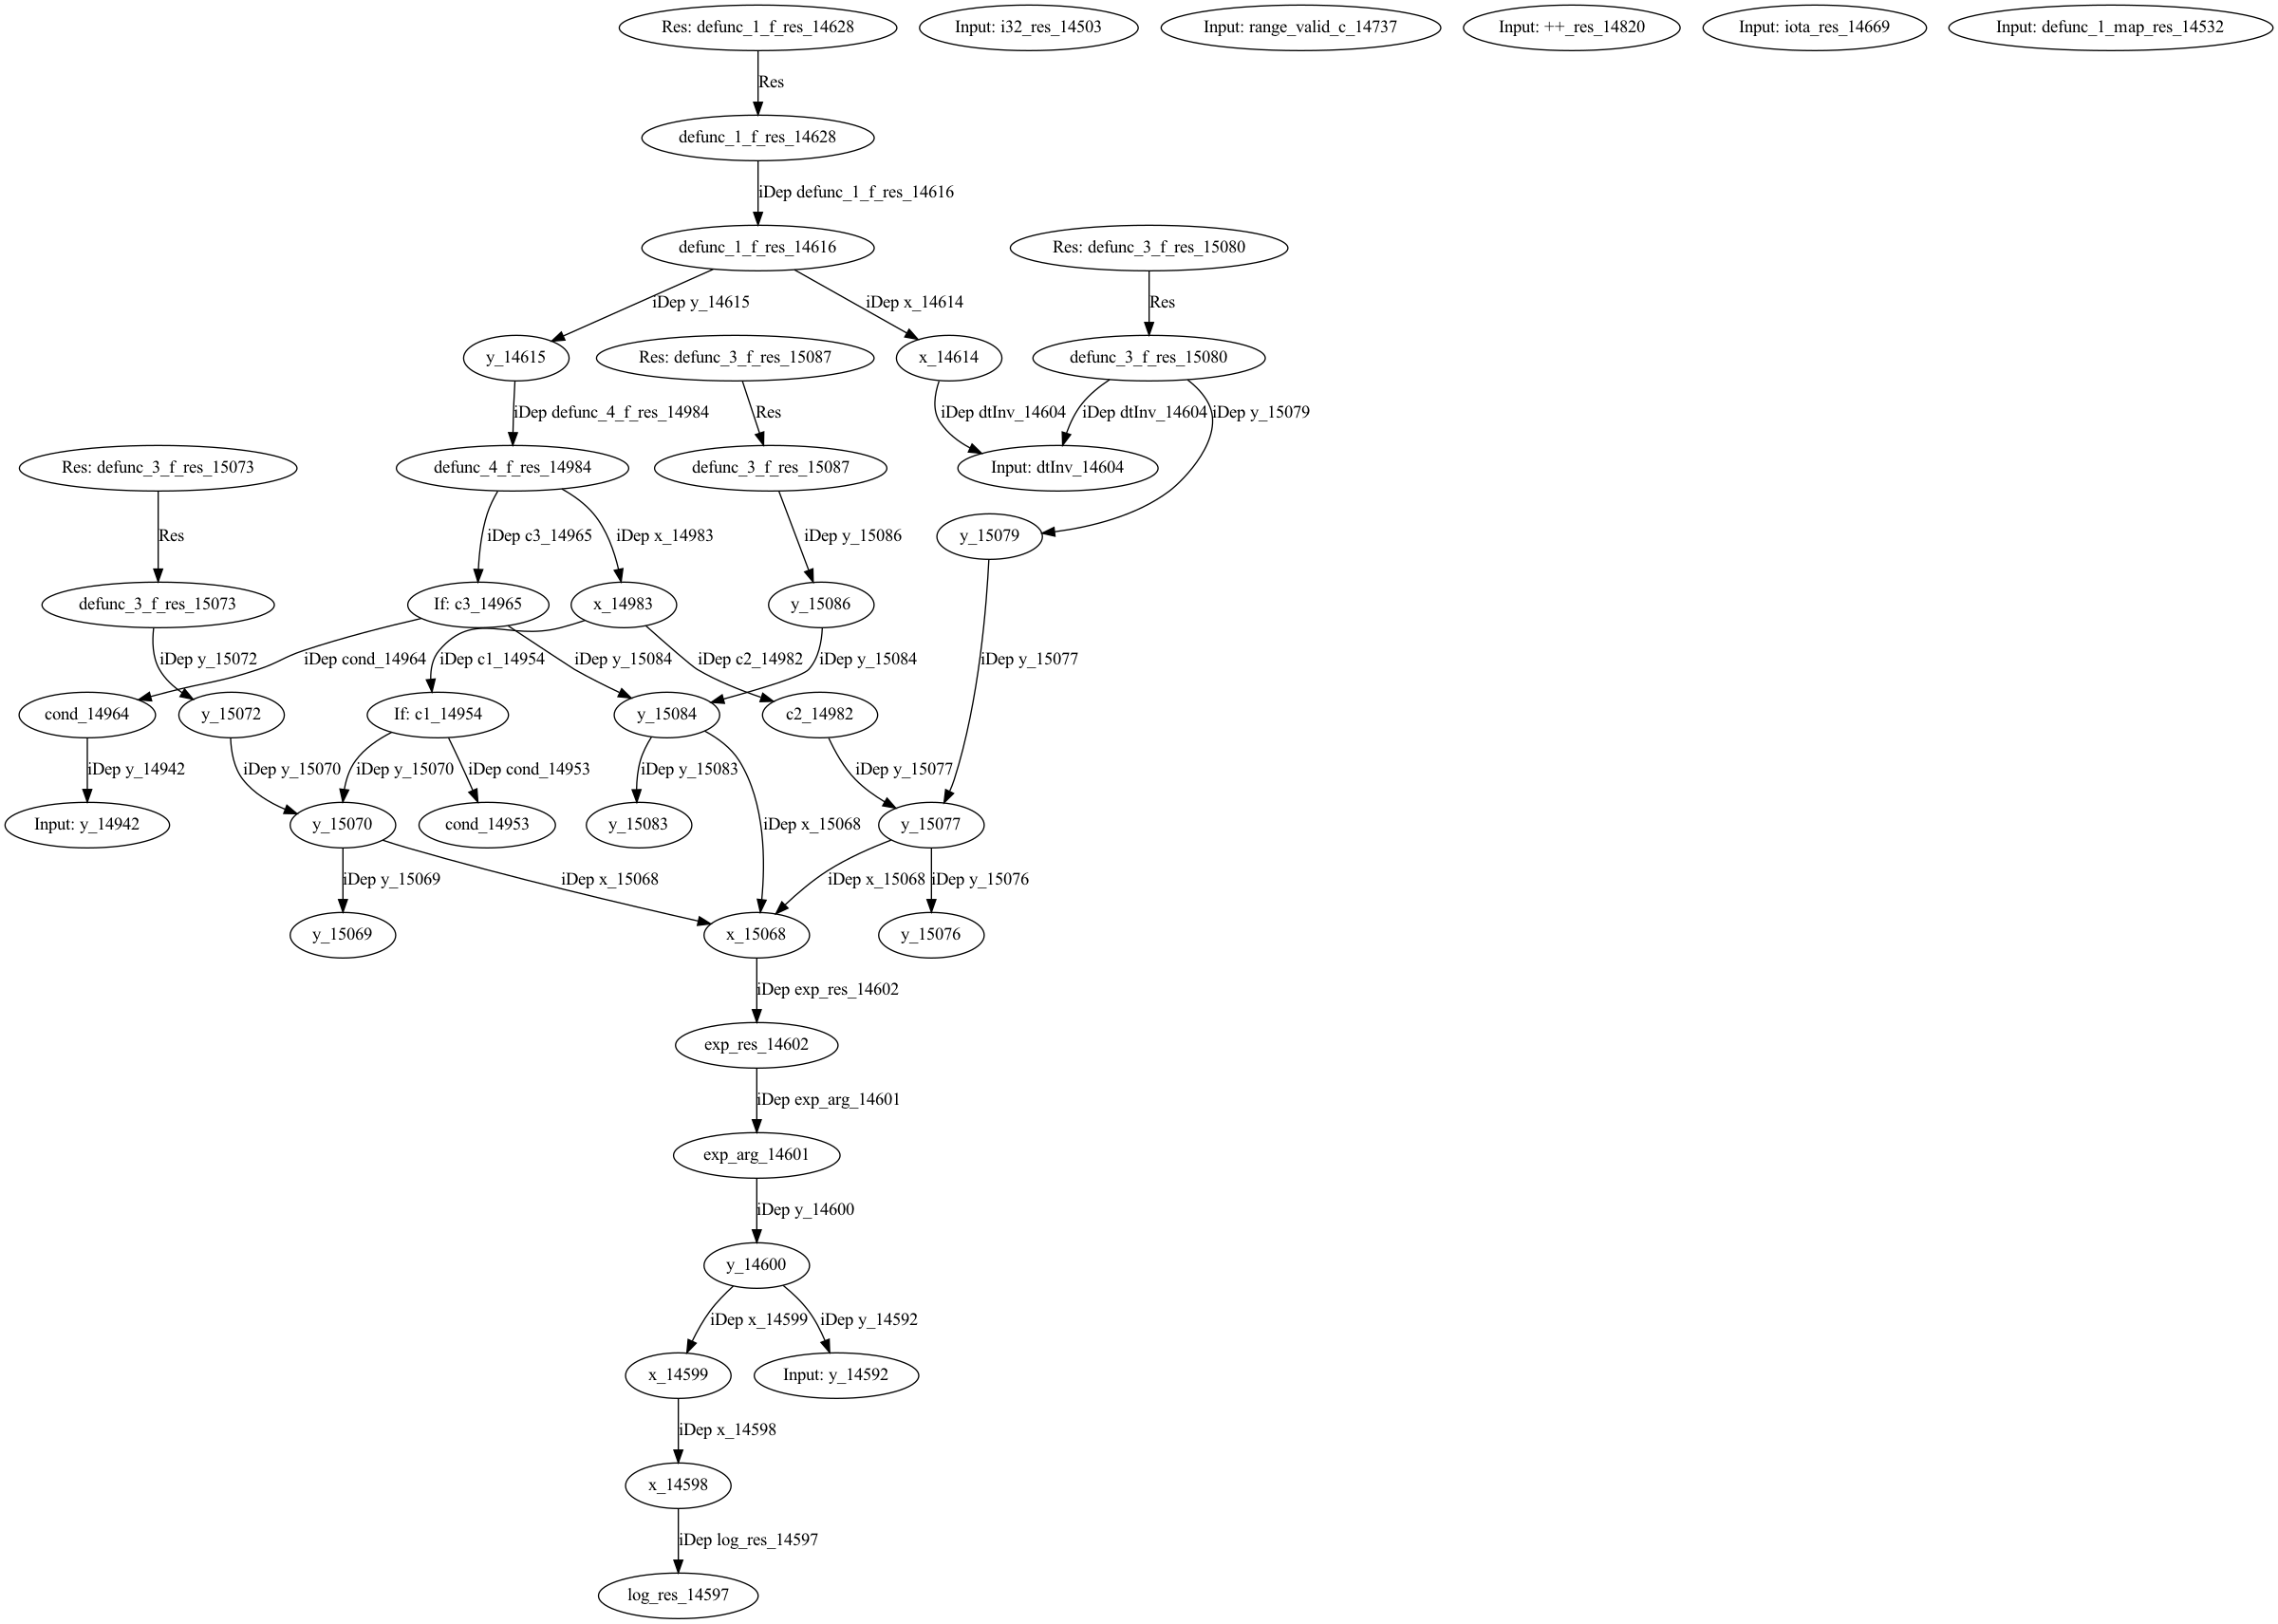 Res: defunc_1_f_res_14628
Input: i32_res_14503
Input: range_valid_c_14737
Input: ++_res_14820
Input: iota_res_14669
Input: defunc_1_map_res_14532
Res
defunc_1_f_res_14628
iDep defunc_1_f_res_14616
defunc_1_f_res_14616
Res: defunc_3_f_res_15080
iDep y_14615
iDep x_14614
Res
y_14615
Res: defunc_3_f_res_15087
x_14614
defunc_3_f_res_15080
iDep defunc_4_f_res_14984
Res
iDep dtInv_14604
iDep dtInv_14604
iDep y_15079
Res: defunc_3_f_res_15073
defunc_4_f_res_14984
defunc_3_f_res_15087
Input: dtInv_14604
Res
iDep c3_14965
iDep x_14983
iDep y_15086
y_15079
defunc_3_f_res_15073
If: c3_14965
x_14983
y_15086
iDep y_15072
iDep cond_14964
iDep c1_14954
iDep y_15084
iDep c2_14982
iDep y_15084
iDep y_15077
cond_14964
y_15072
If: c1_14954
y_15084
c2_14982
iDep y_14942
iDep y_15070
iDep y_15070
iDep cond_14953
iDep y_15083
iDep x_15068
iDep y_15077
Input: y_14942
y_15070
cond_14953
y_15083
y_15077
iDep y_15069
iDep x_15068
iDep x_15068
iDep y_15076
y_15069
x_15068
y_15076
iDep exp_res_14602
exp_res_14602
iDep exp_arg_14601
exp_arg_14601
iDep y_14600
y_14600
iDep x_14599
iDep y_14592
x_14599
Input: y_14592
iDep x_14598
x_14598
iDep log_res_14597
log_res_14597